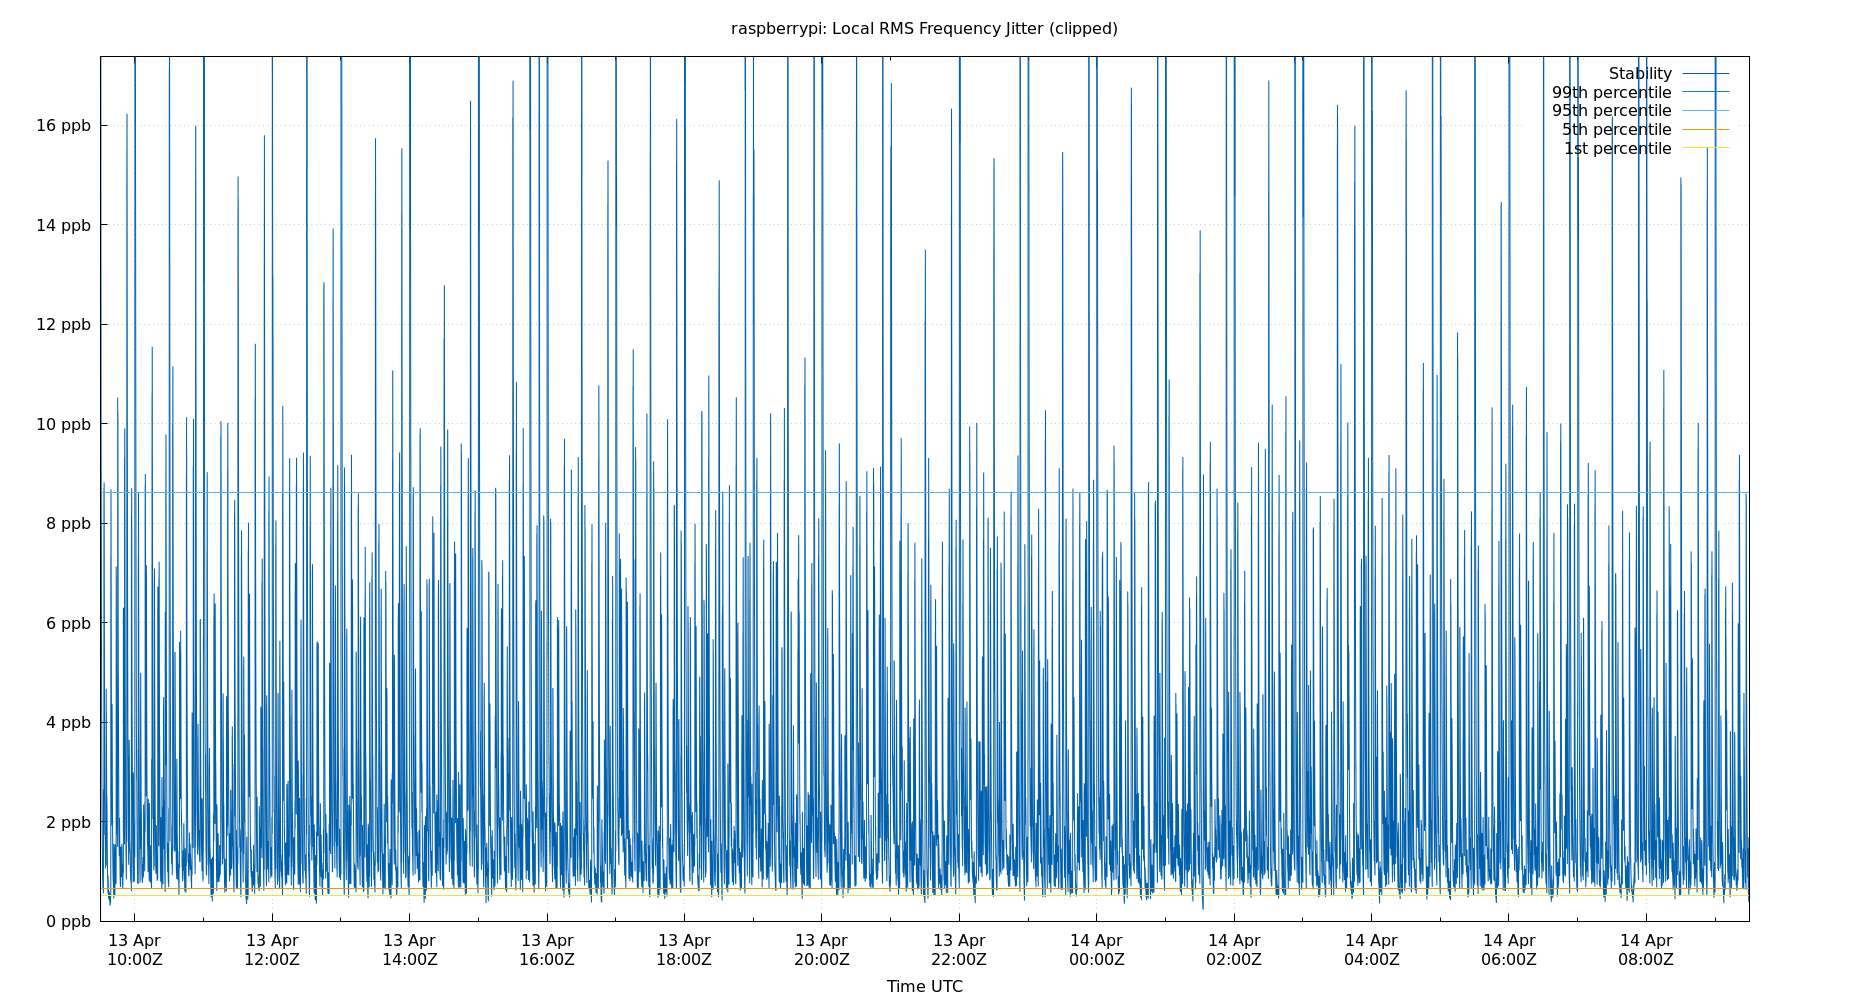 raspberrypi: Local RMS Frequency Jitter (clipped)
Stability
99th percentile
95th percentile
5th percentile
1st percentile
16 ppb
14 ppb
12 ppb
10 ppb
8 ppb
6 ppb
4 ppb
2 ppb
0 ppb
13 Apr 13 Apr 13 Apr 13 Apr 13 Apr 13 Apr 13 Apr 14 Apr 14 Apr 14 Apr 14 Apr 14 Apr
10:00Z 12:00Z 14:00Z 16:00Z 18:00Z 20:00Z 22:00Z 00:00Z 02:00Z 04:00Z 06:00Z 08:00Z
Time UTC